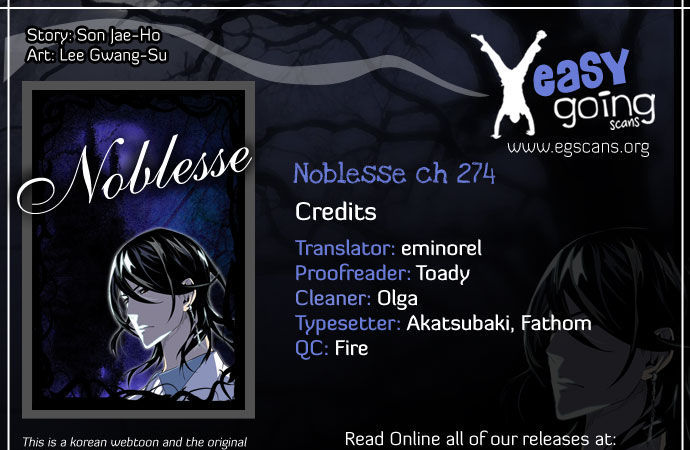 Story: Son Jae-Ho
Art: Lee Gwang-Su
easy
going
scans
www.egscans.org
Noblesse
Noblesse ch 274
Credits
Translator: eminorel
Proofreader: Toady
Cleaner: Olga
Typesetter: Akatsubaki, Fathom
QC: Fire
This is a korean webtoon and the original
Read Online all of our releases at: